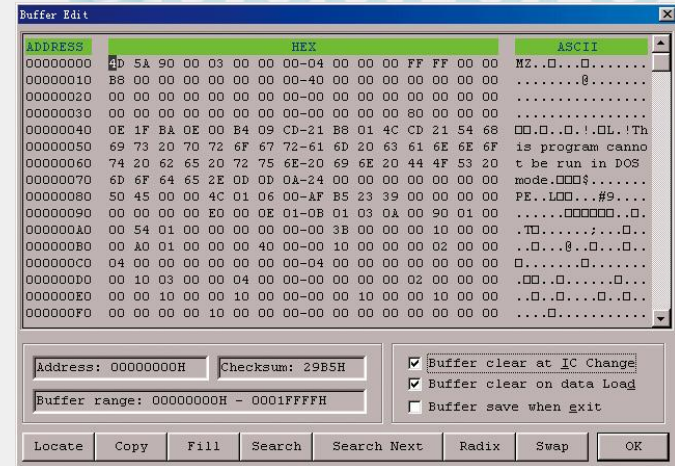 Buffer Edit
ADDRESS HEX ASCII
00000000 4D 5A 90 00 03 00 00 00-04 00 00 00 FF FF 00 00 MZ..□...□.......
00000010 B8 00 00 00 00 00 00 00-40 00 00 00 00 00 00 00 ........@.......
00000020 00 00 00 00 00 00 00 00-00 00 00 00 00 00 00 00 ................
00000030 00 00 00 00 00 00 00 00-00 00 00 00 80 00 00 00 ................
00000040 0E 1F BA 0E 00 B4 09 CD-21 B8 01 4C CD 21 54 68 □□.□..□.!.□L.!Th
00000050 69 73 20 70 72 6F 67 72-61 6D 20 63 61 6E 6E 6F is program canno
00000060 74 20 62 65 20 72 75 6E-20 69 6E 20 44 4F 53 20 t be run in DOS
00000070 6D 6F 64 65 2E 0D 0D 0A-24 00 00 00 00 00 00 00 mode.□□□$.......
00000080 50 45 00 00 4C 01 06 00-AF B5 23 39 00 00 00 00 PE..L□□...#9....
00000090 00 00 00 00 E0 00 0E 01-0B 01 03 0A 00 90 01 00 ......□□□□□□..□.
000000A0 00 54 01 00 00 00 00 00-00 3B 00 00 00 10 00 00 .T□......;...□..
000000B0 00 A0 01 00 00 00 40 00-00 10 00 00 00 02 00 00 ..□...@..□...□..
000000C0 04 00 00 00 00 00 00 00-04 00 00 00 00 00 00 00 □.......□.......
000000D0 00 10 03 00 00 04 00 00-00 00 00 00 02 00 00 00 .□□..□......□...
000000E0 00 00 10 00 00 10 00 00-00 00 10 00 00 10 00 00 ..□..□....□..□..
000000F0 00 00 00 00 10 00 00 00-00 00 00 00 00 00 00 00 ....□...........
Address: 00000000H Checksum: 29B5H
Buffer range: 00000000H - 0001FFFFH
Buffer clear at IC Change
Buffer clear on data Load
Buffer save when exit
Locate Copy Fill Search Search Next Radix Swap OK